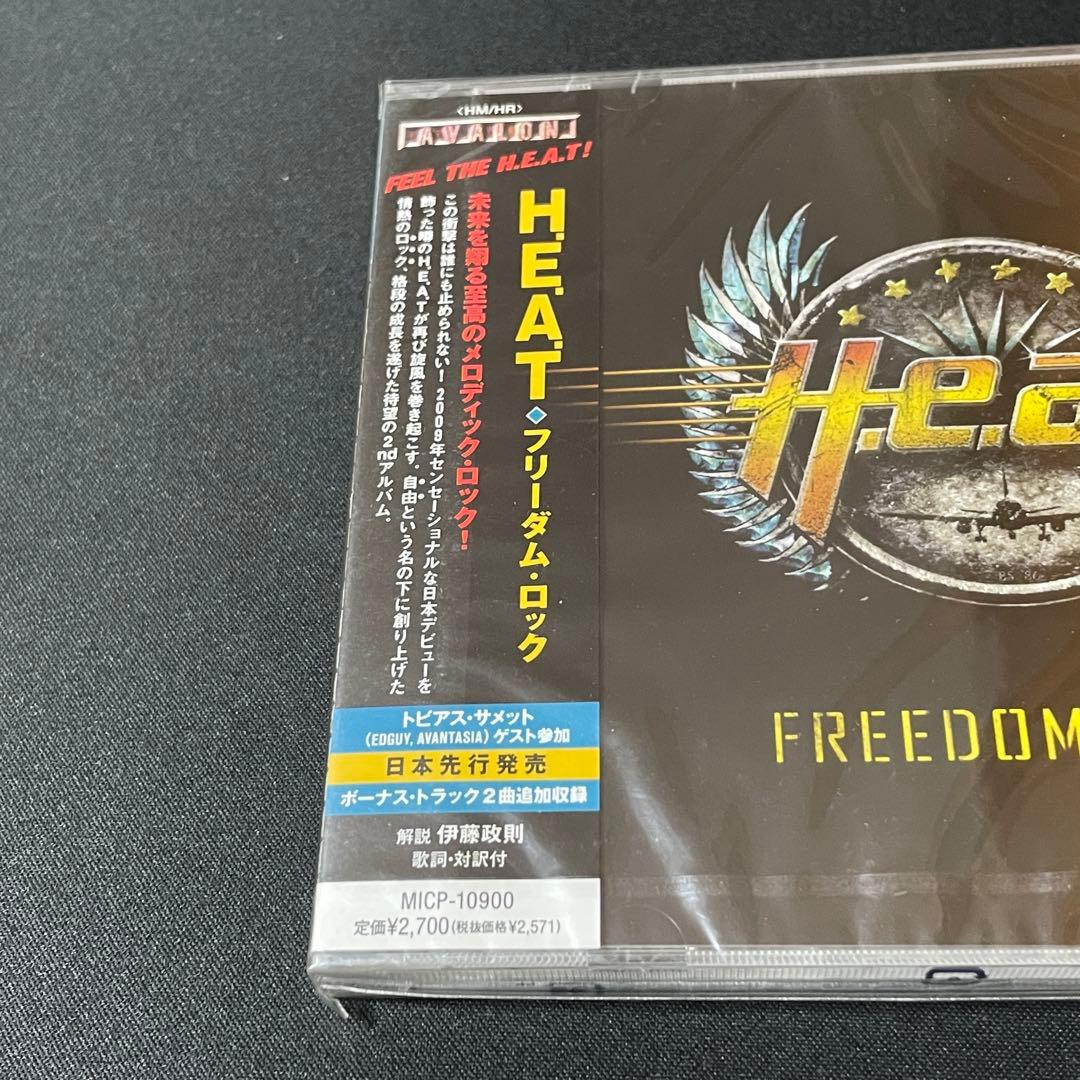 <HM/HR>
AVALON
FEEL THE H.E.A.T!
H.E.A.T◆フリーダム・ロック
未来を翔る至高のメロディック・ロック!
この衝撃は誰にも止められない!2009年センセーショナルな日本デビューを
飾った噂のH.E.A.Tが再び旋風を巻き起こす。自由という名の下に創り上げた
情熱のロック、格段の成長を遂げた待望の2ndアルバム。
トビアス・サメット
(EDGUY, AVANTASIA)ゲスト参加
日本先行発売
ボーナス・トラック2曲追加収録
解説 伊藤政則
歌詞・対訳付
MICP-10900
定価¥2,700(税抜価格¥2,571)
H.e.a
FREEDOM